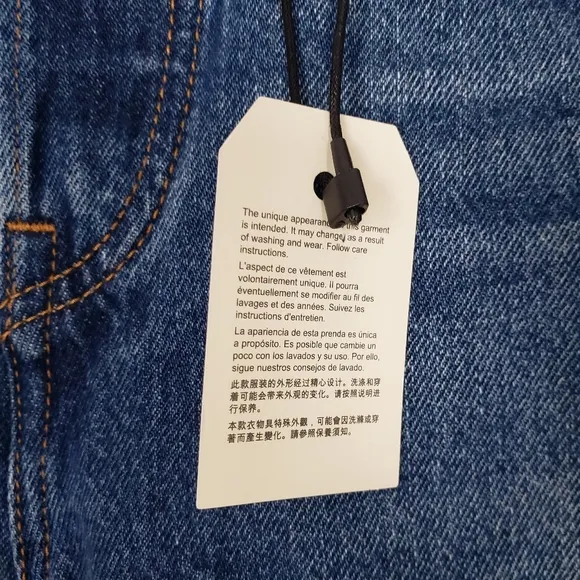 The unique appearance of this garment
is intended. It may change as a result
of washing and wear. Follow care
instructions.
L'aspect de ce vêtement est
volontairement unique. Il pourra
éventuellement se modifier au fil des
lavages et des années. Suivez les
instructions d'entretien.
La apariencia de esta prenda es única
a propósito. Es posible que cambie un
poco con los lavados y su uso. Por ello,
sigue nuestros consejos de lavado.
此款服装的外形经过精心设计。洗涤和穿
着可能会带来外观的变化。请按照说明进
行保养。
本款衣物具特殊外觀，可能會因洗滌或穿
著而產生變化。請參照保養須知。